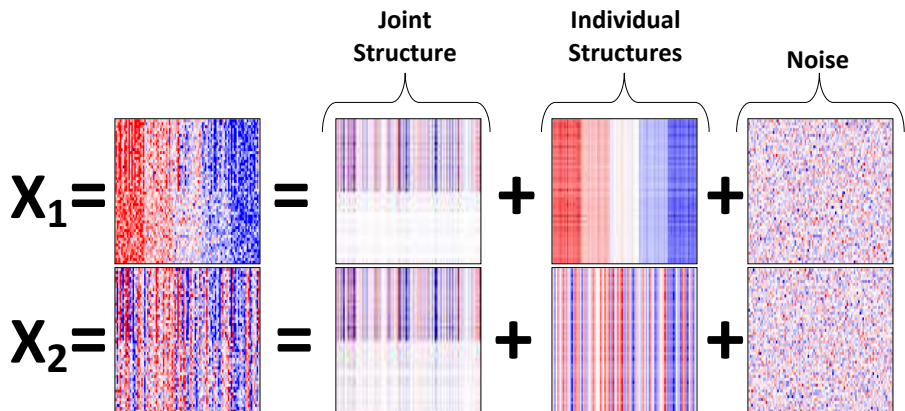 Joint
Structure
Individual
Structures
Noise
X₁= = + +
X₂= = + +